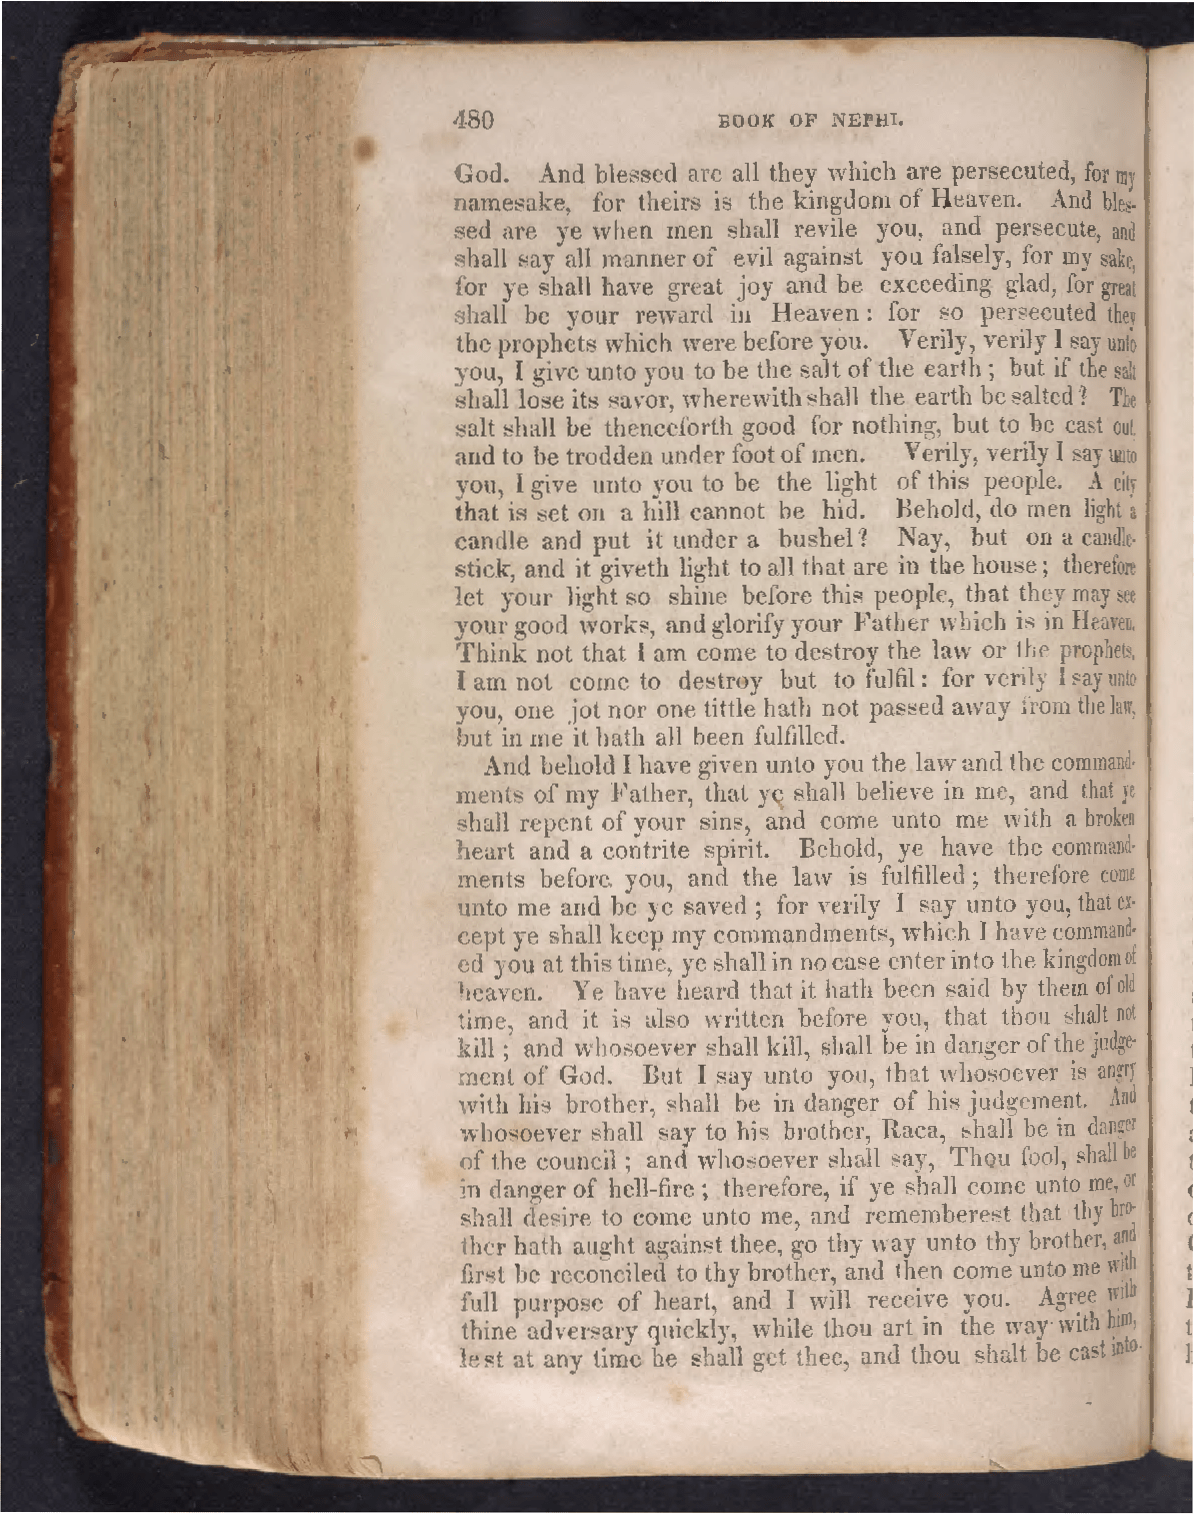 480 BOOK OF NEPHI.
God. And blessed are all they which are persecuted, for my
namesake, for theirs is the kingdom of Heaven. And bles-
sed are ye when men shall revile you, and persecute, and
shall say all manner of evil against you falsely, for my sake,
for ye shall have great joy and be exceeding glad, for great
shall be your reward in Heaven: for so persecuted they
the prophets which were before you. Verily, verily I say unto
you, I give unto you to be the salt of the earth; but if the salt
shall lose its savor, wherewith shall the earth be salted? The
salt shall be thenceforth good for nothing, but to be cast out,
and to be trodden under foot of men. Verily, verily I say unto
you, I give unto you to be the light of this people. A city
that is set on a hill cannot be hid. Behold, do men light a
candle and put it under a bushel? Nay, but on a candle-
stick, and it giveth light to all that are in the house; therefore
let your light so shine before this people, that they may see
your good works, and glorify your Father which is in Heaven.
Think not that I am come to destroy the law or the prophets,
I am not come to destroy but to fulfil: for verily I say unto
you, one jot nor one tittle hath not passed away from the law,
but in me it hath all been fulfilled.
And behold I have given unto you the law and the command-
ments of my Father, that ye shall believe in me, and that ye
shall repent of your sins, and come unto me with a broken
heart and a contrite spirit. Behold, ye have the command-
ments before you, and the law is fulfilled; therefore come
unto me and be ye saved; for verily I say unto you, that ex-
cept ye shall keep my commandments, which I have command-
ed you at this time, ye shall in no case enter into the kingdom of
heaven. Ye have heard that it hath been said by them of old
time, and it is also written before you, that thou shalt not
kill; and whosoever shall kill, shall be in danger of the judge-
ment of God. But I say unto you, that whosoever is angry
with his brother, shall be in danger of his judgement. And
whosoever shall say to his brother, Raca, shall be in danger
of the council; and whosoever shall say, Thou fool, shall be
in danger of hell-fire; therefore, if ye shall come unto me, or
shall desire to come unto me, and rememberest that thy bro-
ther hath aught against thee, go thy way unto thy brother, and
first be reconciled to thy brother, and then come unto me with
full purpose of heart, and I will receive you. Agree with
thine adversary quickly, while thou art in the way with him,
lest at any time he shall get thee, and thou shalt be cast into